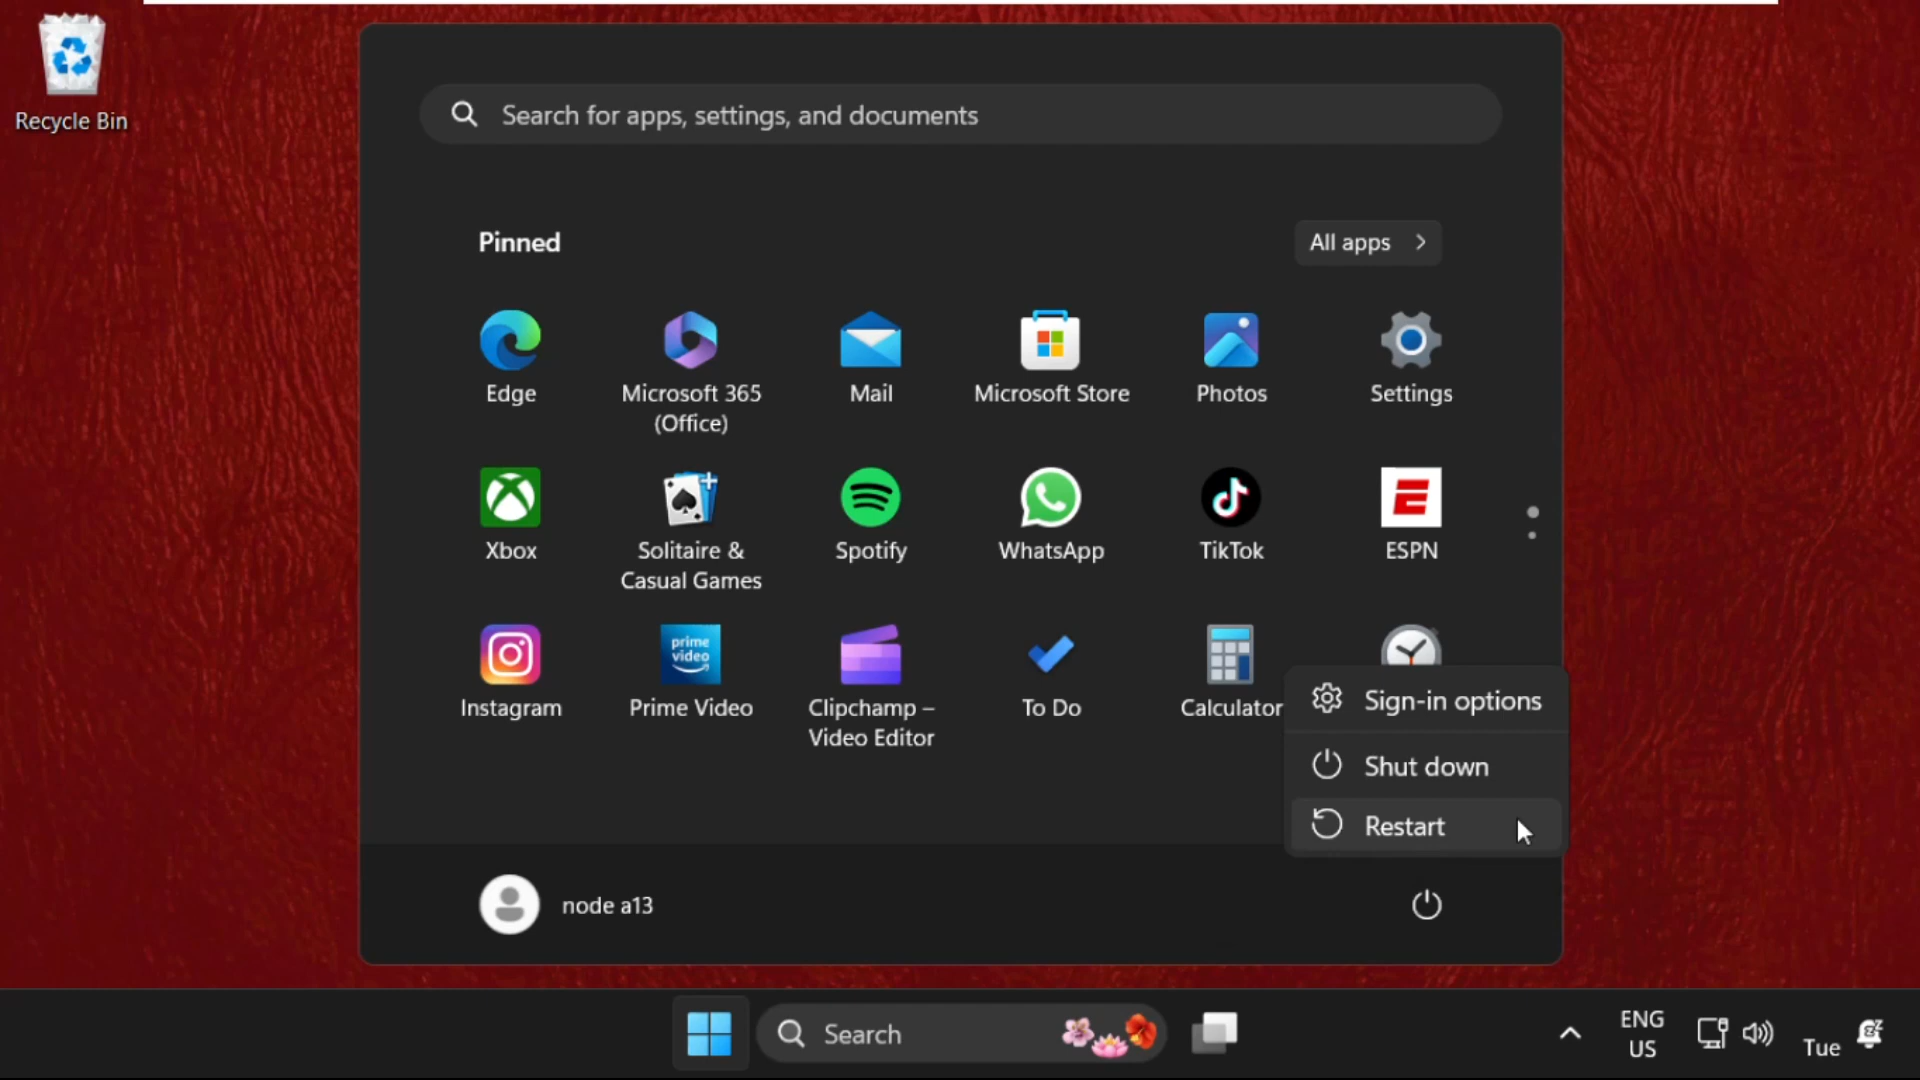 Recycle Bin
Search for apps, settings, and documents
Pinned
All apps
Edge
Microsoft 365
(Office)
Mail
Microsoft Store
Photos
Settings
Xbox
Solitaire &
Casual Games
Spotify
WhatsApp
TikTok
E
ESPN
Instagram
prime
video
Prime Video
Clipchamp –
Video Editor
To Do
Calculator
Sign-in options
Shut down
Restart
node a13
Search
ENG
US
Tue